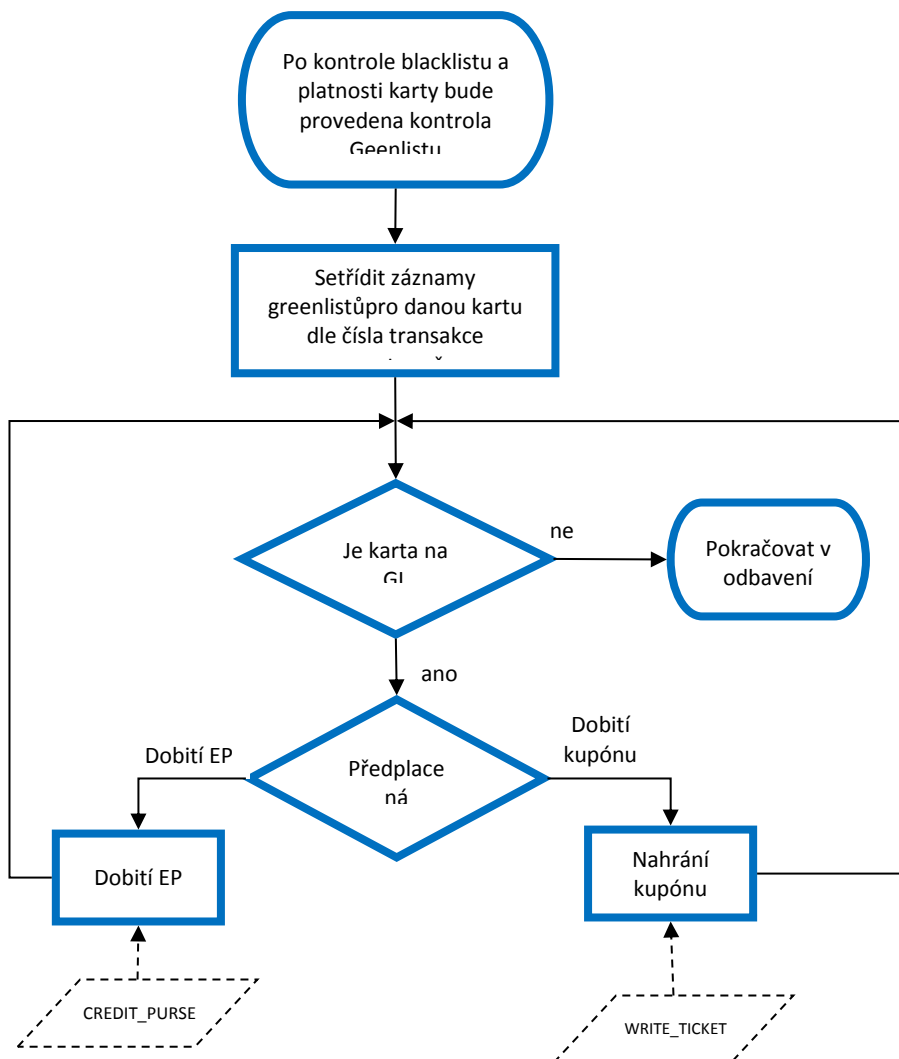 Po kontrole blacklistu a
platnosti karty bude
provedena kontrola
Geenlistu
Setřídit záznamy
greenlistůpro danou kartu
dle čísla transakce
Je karta na
ne
Pokračovat v
odbavení
ano
Dobití EP
Předplace
ná
Dobití
kupónu
Dobití EP
Nahrání
kupónu
CREDIT_PURSE
WRITE_TICKET